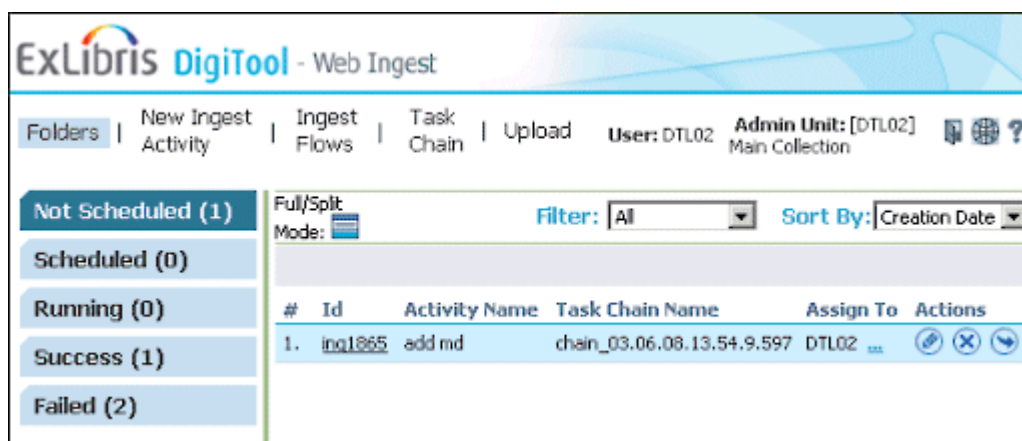 ExLibris DigiTool - Web Ingest
Folders | New Ingest Activity | Ingest Flows | Task Chain | Upload User: DTL02 Admin Unit: [DTL02] Main Collection ?
Not Scheduled (1)
Scheduled (0)
Running (0)
Success (1)
Failed (2)
Full/Split Mode: Filter: All Sort By: Creation Date
# Id Activity Name Task Chain Name Assign To Actions
1. ing1865 add md chain_03.06.08.13.54.9.597 DTL02 ...